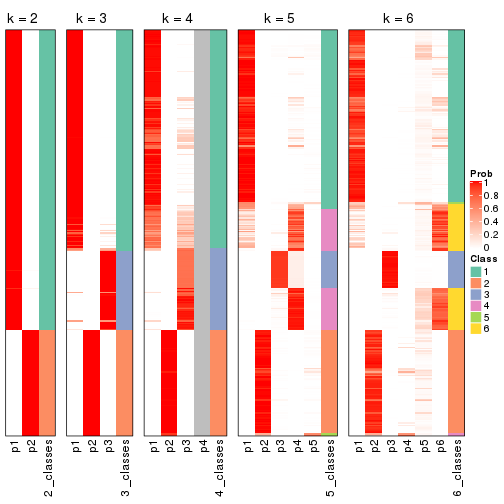 k = 2
k = 3
k = 4
k = 5
k = 6
p1
p2
2_classes
p1
p2
p3
3_classes
p1
p2
p3
p4
4_classes
p1
p2
p3
p4
p5
5_classes
p1
p2
p3
p4
p5
p6
6_classes
Prob
1
0.8
0.6
0.4
0.2
0
Class
1
2
3
4
5
6